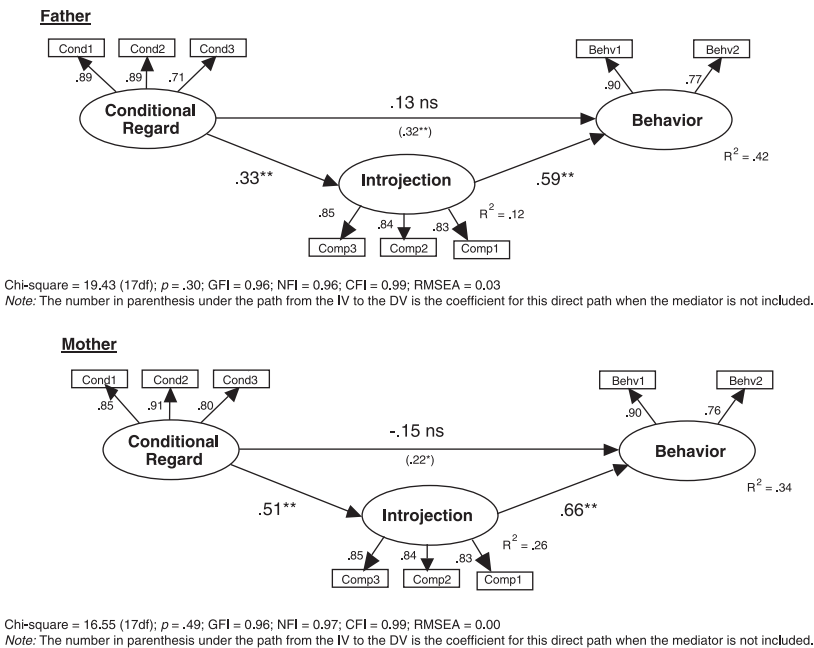 Father
Cond1 Cond2 Cond3 Behv1 Behv2
.89 .89 .71 .90 .77
Conditional
Regard
.13 ns
(.32**)
Behavior
R2 = .42
.33** Introjection .59**
R2 = .12
.85 .84 .83
Comp3 Comp2 Comp1
Chi-square = 19.43 (17df); p = .30; GFI = 0.96; NFI = 0.96; CFI = 0.99; RMSEA = 0.03
Note: The number in parenthesis under the path from the IV to the DV is the coefficient for this direct path when the mediator is not included.
Mother
Cond1 Cond2 Cond3 Behv1 Behv2
.85 .91 .80 .90 .76
Conditional
Regard
-.15 ns
(.22*)
Behavior
R2 = .34
.51** Introjection .66**
R2 = .26
.85 .84 .83
Comp3 Comp2 Comp1
Chi-square = 16.55 (17df); p = .49; GFI = 0.96; NFI = 0.97; CFI = 0.99; RMSEA = 0.00
Note: The number in parenthesis under the path from the IV to the DV is the coefficient for this direct path when the mediator is not included.